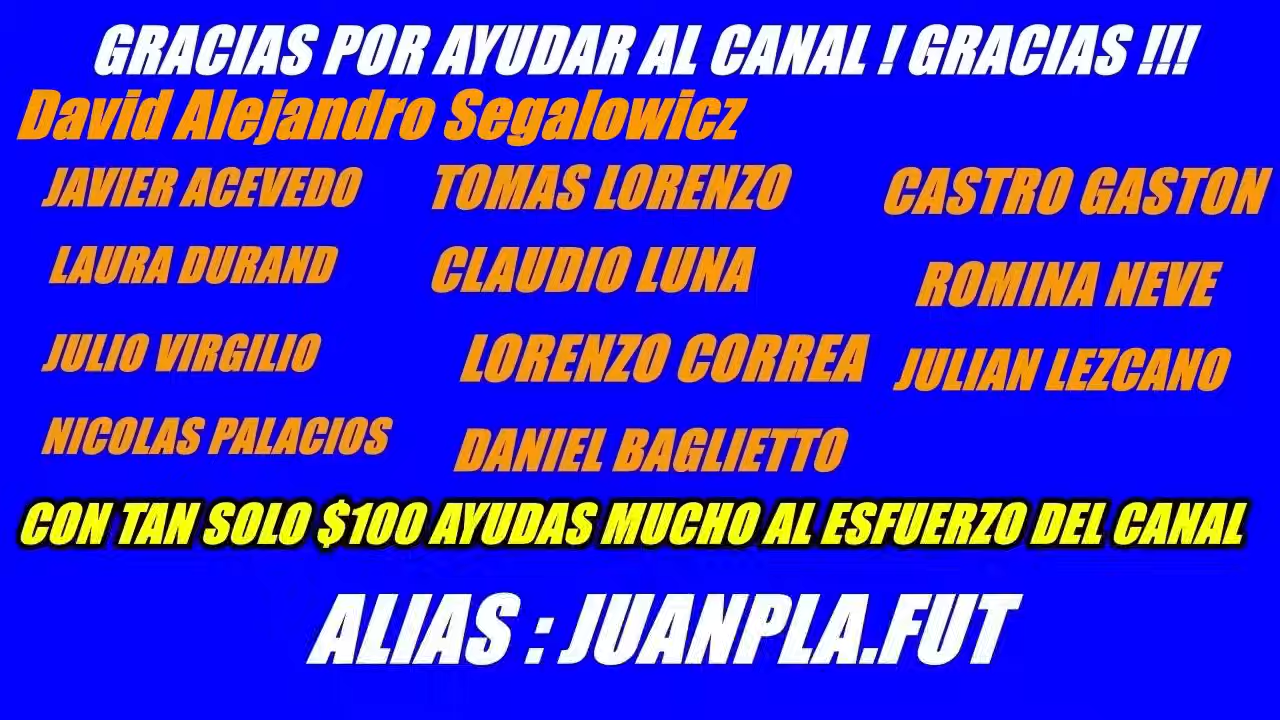 GRACIAS POR AYUDAR AL CANAL ! GRACIAS !!!
David Alejandro Segalowicz
JAVIER ACEVEDO TOMAS LORENZO CASTRO GASTON
LAURA DURAND CLAUDIO LUNA ROMINA NEVE
JULIO VIRGILIO LORENZO CORREA JULIAN LEZCANO
NICOLAS PALACIOS DANIEL BAGLIETTO
CON TAN SOLO $100 AYUDAS MUCHO AL ESFUERZO DEL CANAL
ALIAS : JUANPLA.FUT